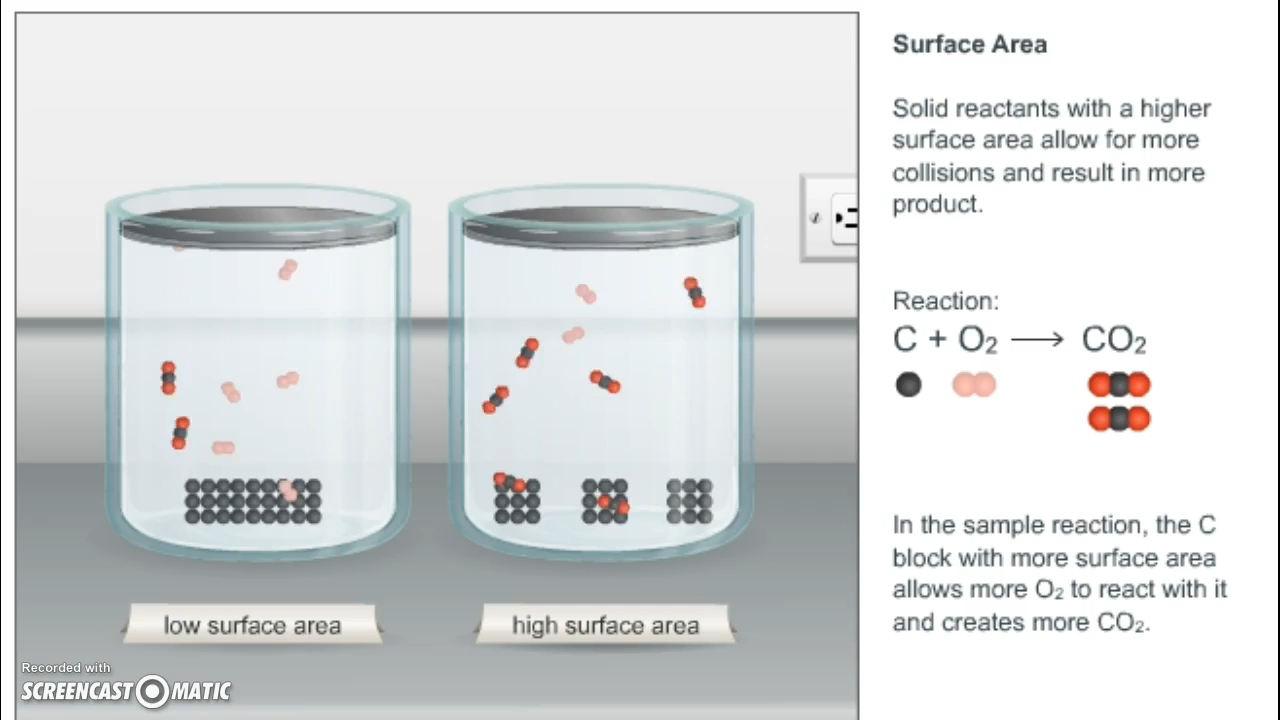 Surface Area
Solid reactants with a higher
surface area allow for more
collisions and result in more
product.
Reaction:
C + O₂ ⟶ CO₂
In the sample reaction, the C
block with more surface area
allows more O₂ to react with it
and creates more CO₂.
low surface area
high surface area
Recorded with
SCREENCAST O MATIC